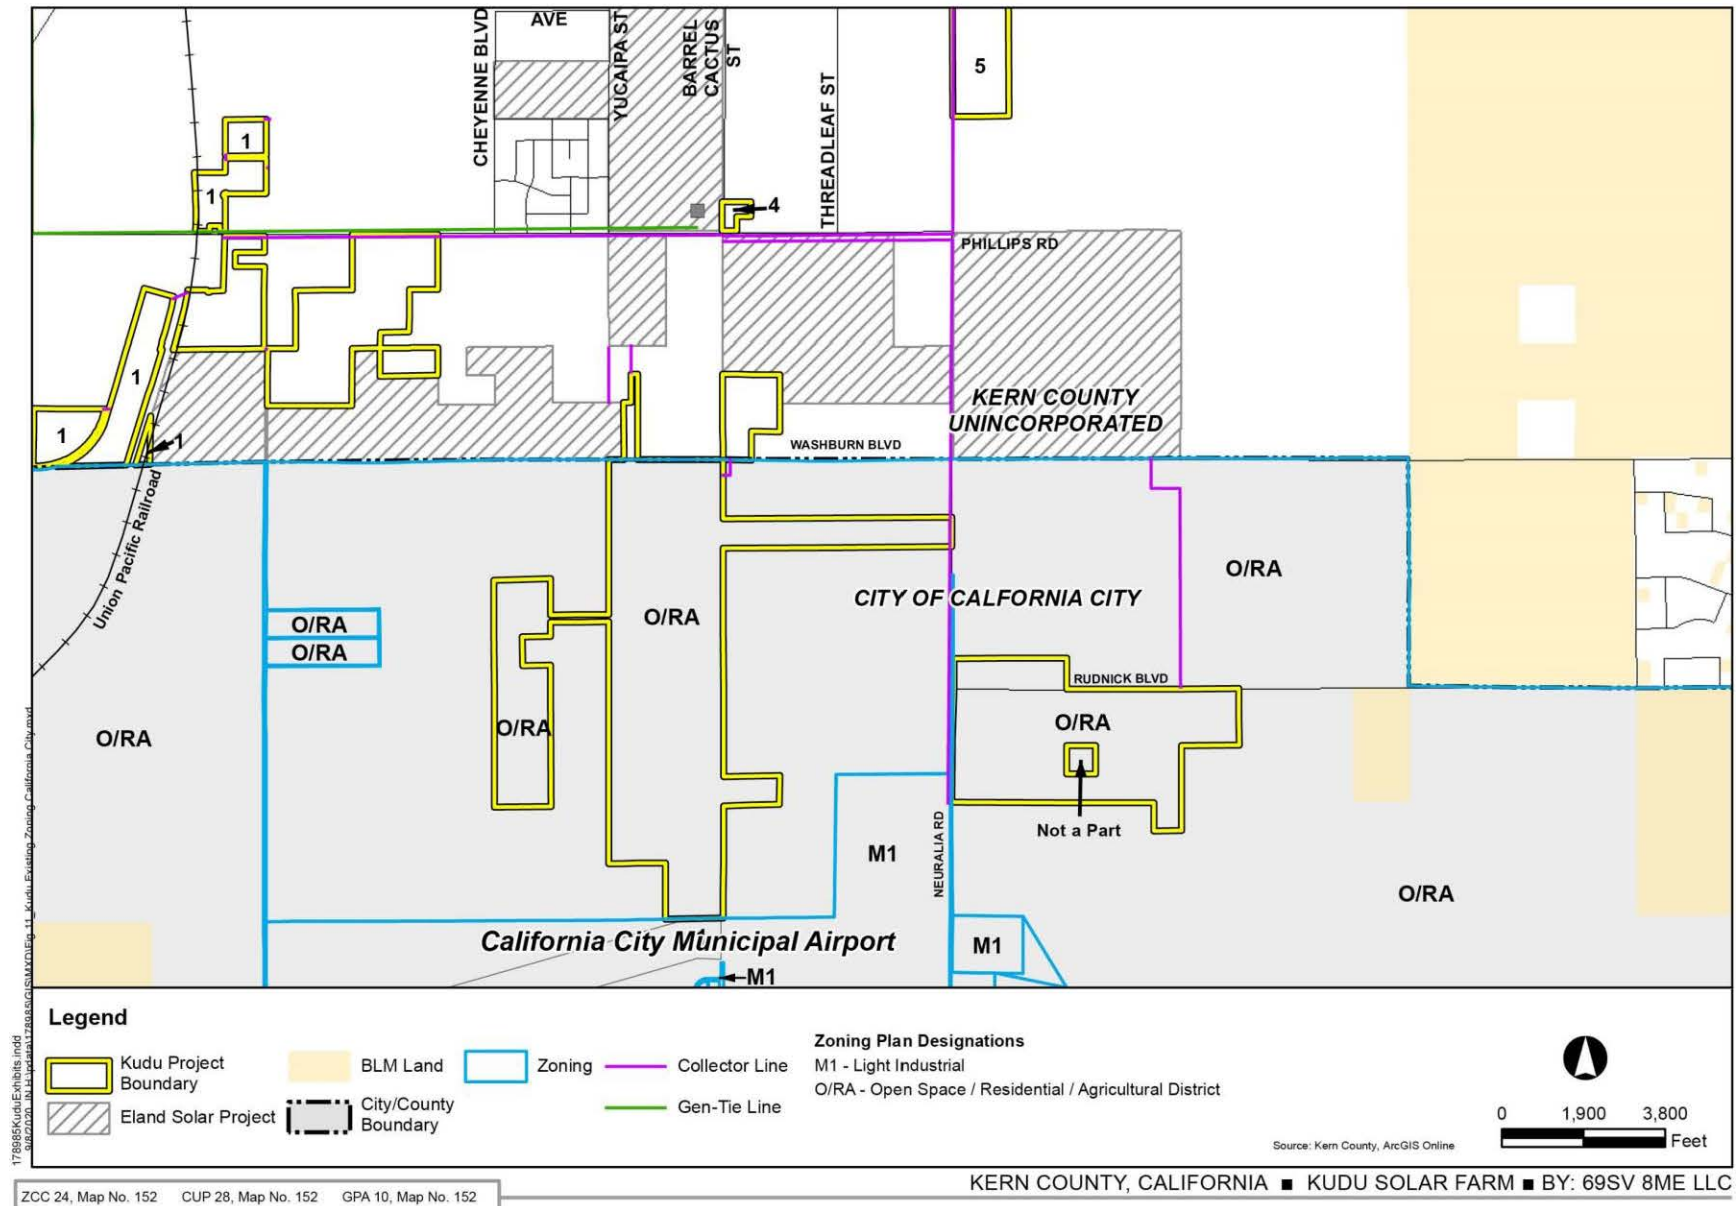 AVE
CHEYENNE BLVD
YUCAIPA ST
BARREL
CACTUS
ST
THREADLEAF ST
5
1
1
4
PHILLIPS RD
1
1
1
KERN COUNTY
UNINCORPORATED
WASHBURN BLVD
Union Pacific Railroad
O/RA
CITY OF CALFORNIA CITY
O/RA
O/RA
O/RA
RUDNICK BLVD
O/RA
O/RA
O/RA
Not a Part
NEURALIA RD
M1
O/RA
California City Municipal Airport
M1
M1
Legend
Kudu Project
Boundary
Eland Solar Project
BLM Land
City/County
Boundary
Zoning
Collector Line
Gen-Tie Line
Zoning Plan Designations
M1 - Light Industrial
O/RA - Open Space / Residential / Agricultural District
0 1,900 3,800
Feet
Source: Kern County, ArcGIS Online
178985KuduExhibits.indd
KERN COUNTY, CALIFORNIA ■ KUDU SOLAR FARM ■ BY: 69SV 8ME LLC
ZCC 24, Map No. 152 CUP 28, Map No. 152 GPA 10, Map No. 152